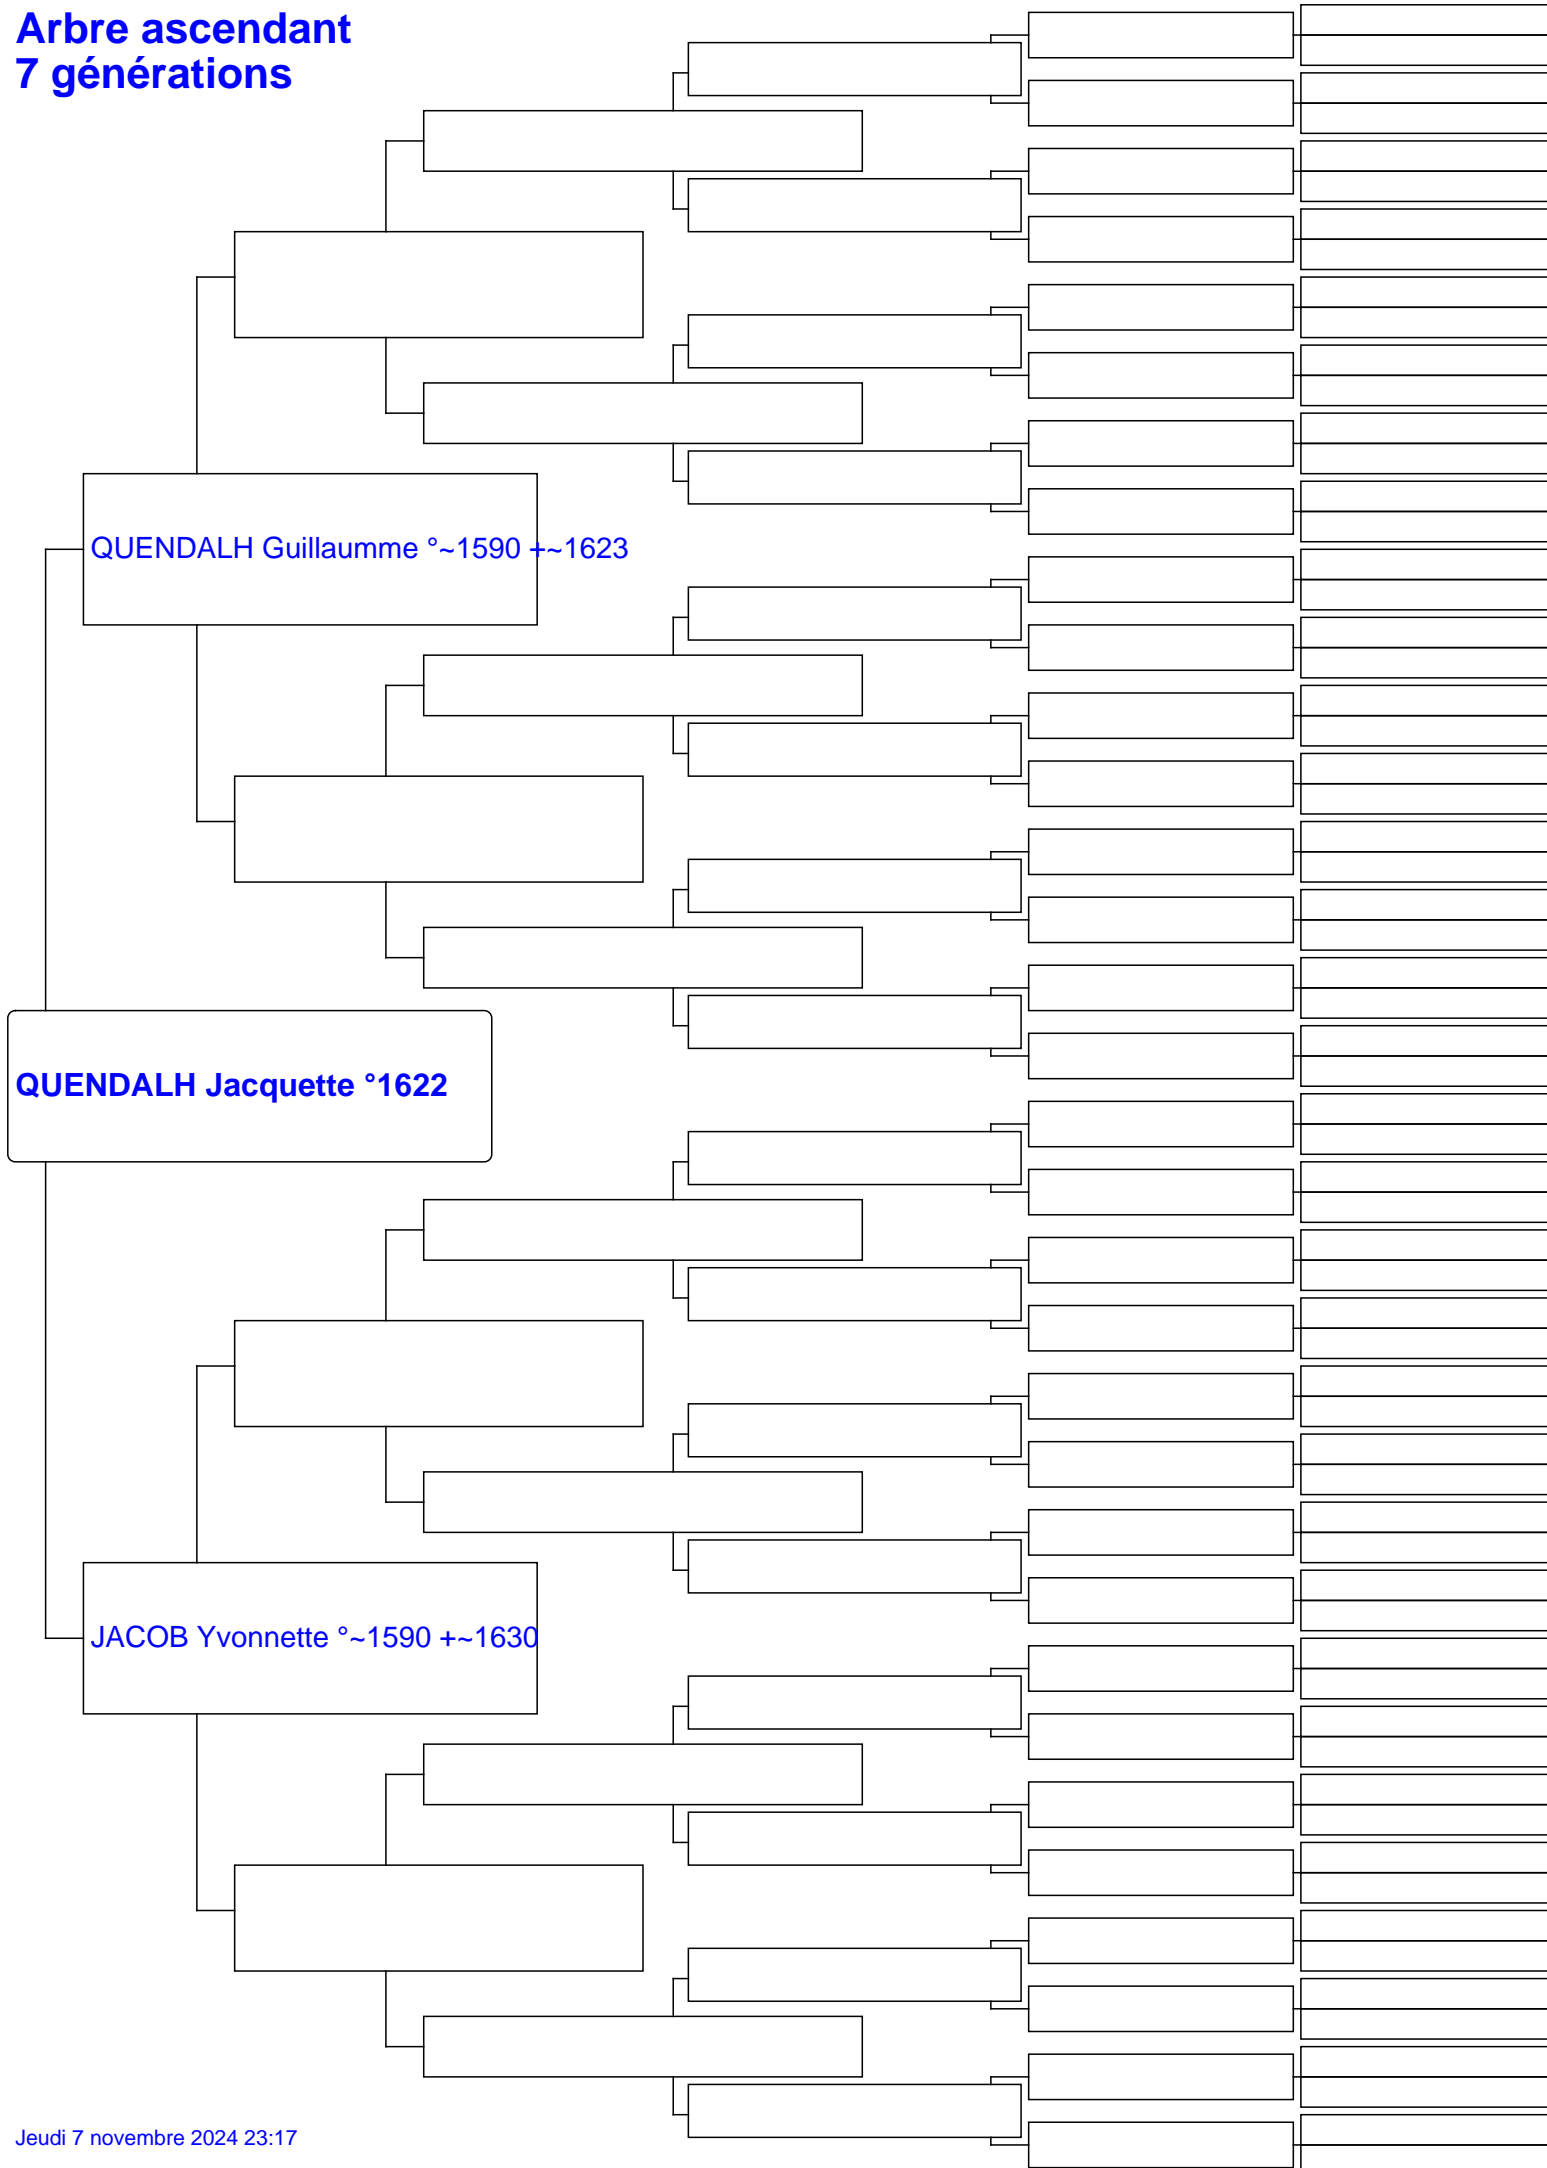 Arbre ascendant
7 générations
QUENDALH Guillaumme °~1590 +~1623
QUENDALH Jacquette °1622
JACOB Yvonnette °~1590 +~1630
Jeudi 7 novembre 2024 23:17